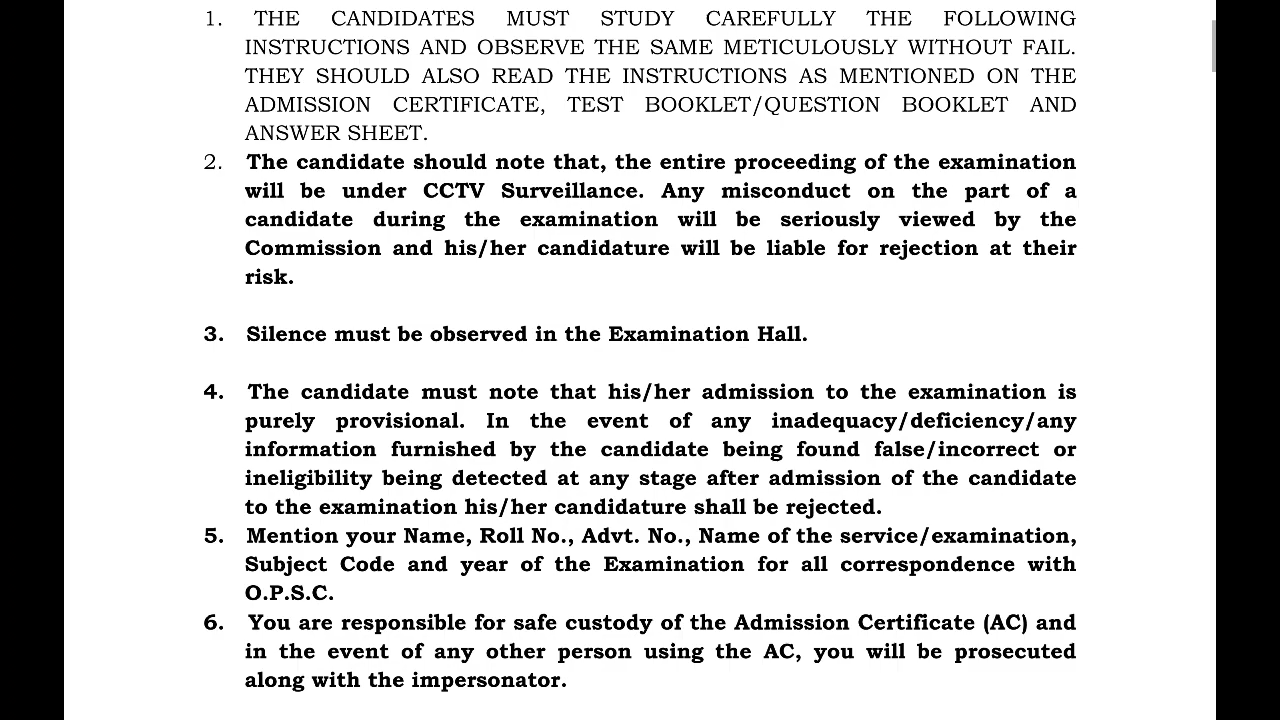 1. THE CANDIDATES MUST STUDY CAREFULLY THE FOLLOWING
INSTRUCTIONS AND OBSERVE THE SAME METICULOUSLY WITHOUT FAIL.
THEY SHOULD ALSO READ THE INSTRUCTIONS AS MENTIONED ON THE
ADMISSION CERTIFICATE, TEST BOOKLET/QUESTION BOOKLET AND
ANSWER SHEET.
2. The candidate should note that, the entire proceeding of the examination
will be under CCTV Surveillance. Any misconduct on the part of a
candidate during the examination will be seriously viewed by the
Commission and his/her candidature will be liable for rejection at their
risk.
3. Silence must be observed in the Examination Hall.
4. The candidate must note that his/her admission to the examination is
purely provisional. In the event of any inadequacy/deficiency/any
information furnished by the candidate being found false/incorrect or
ineligibility being detected at any stage after admission of the candidate
to the examination his/her candidature shall be rejected.
5. Mention your Name, Roll No., Advt. No., Name of the service/examination,
Subject Code and year of the Examination for all correspondence with
O.P.S.C.
6. You are responsible for safe custody of the Admission Certificate (AC) and
in the event of any other person using the AC, you will be prosecuted
along with the impersonator.